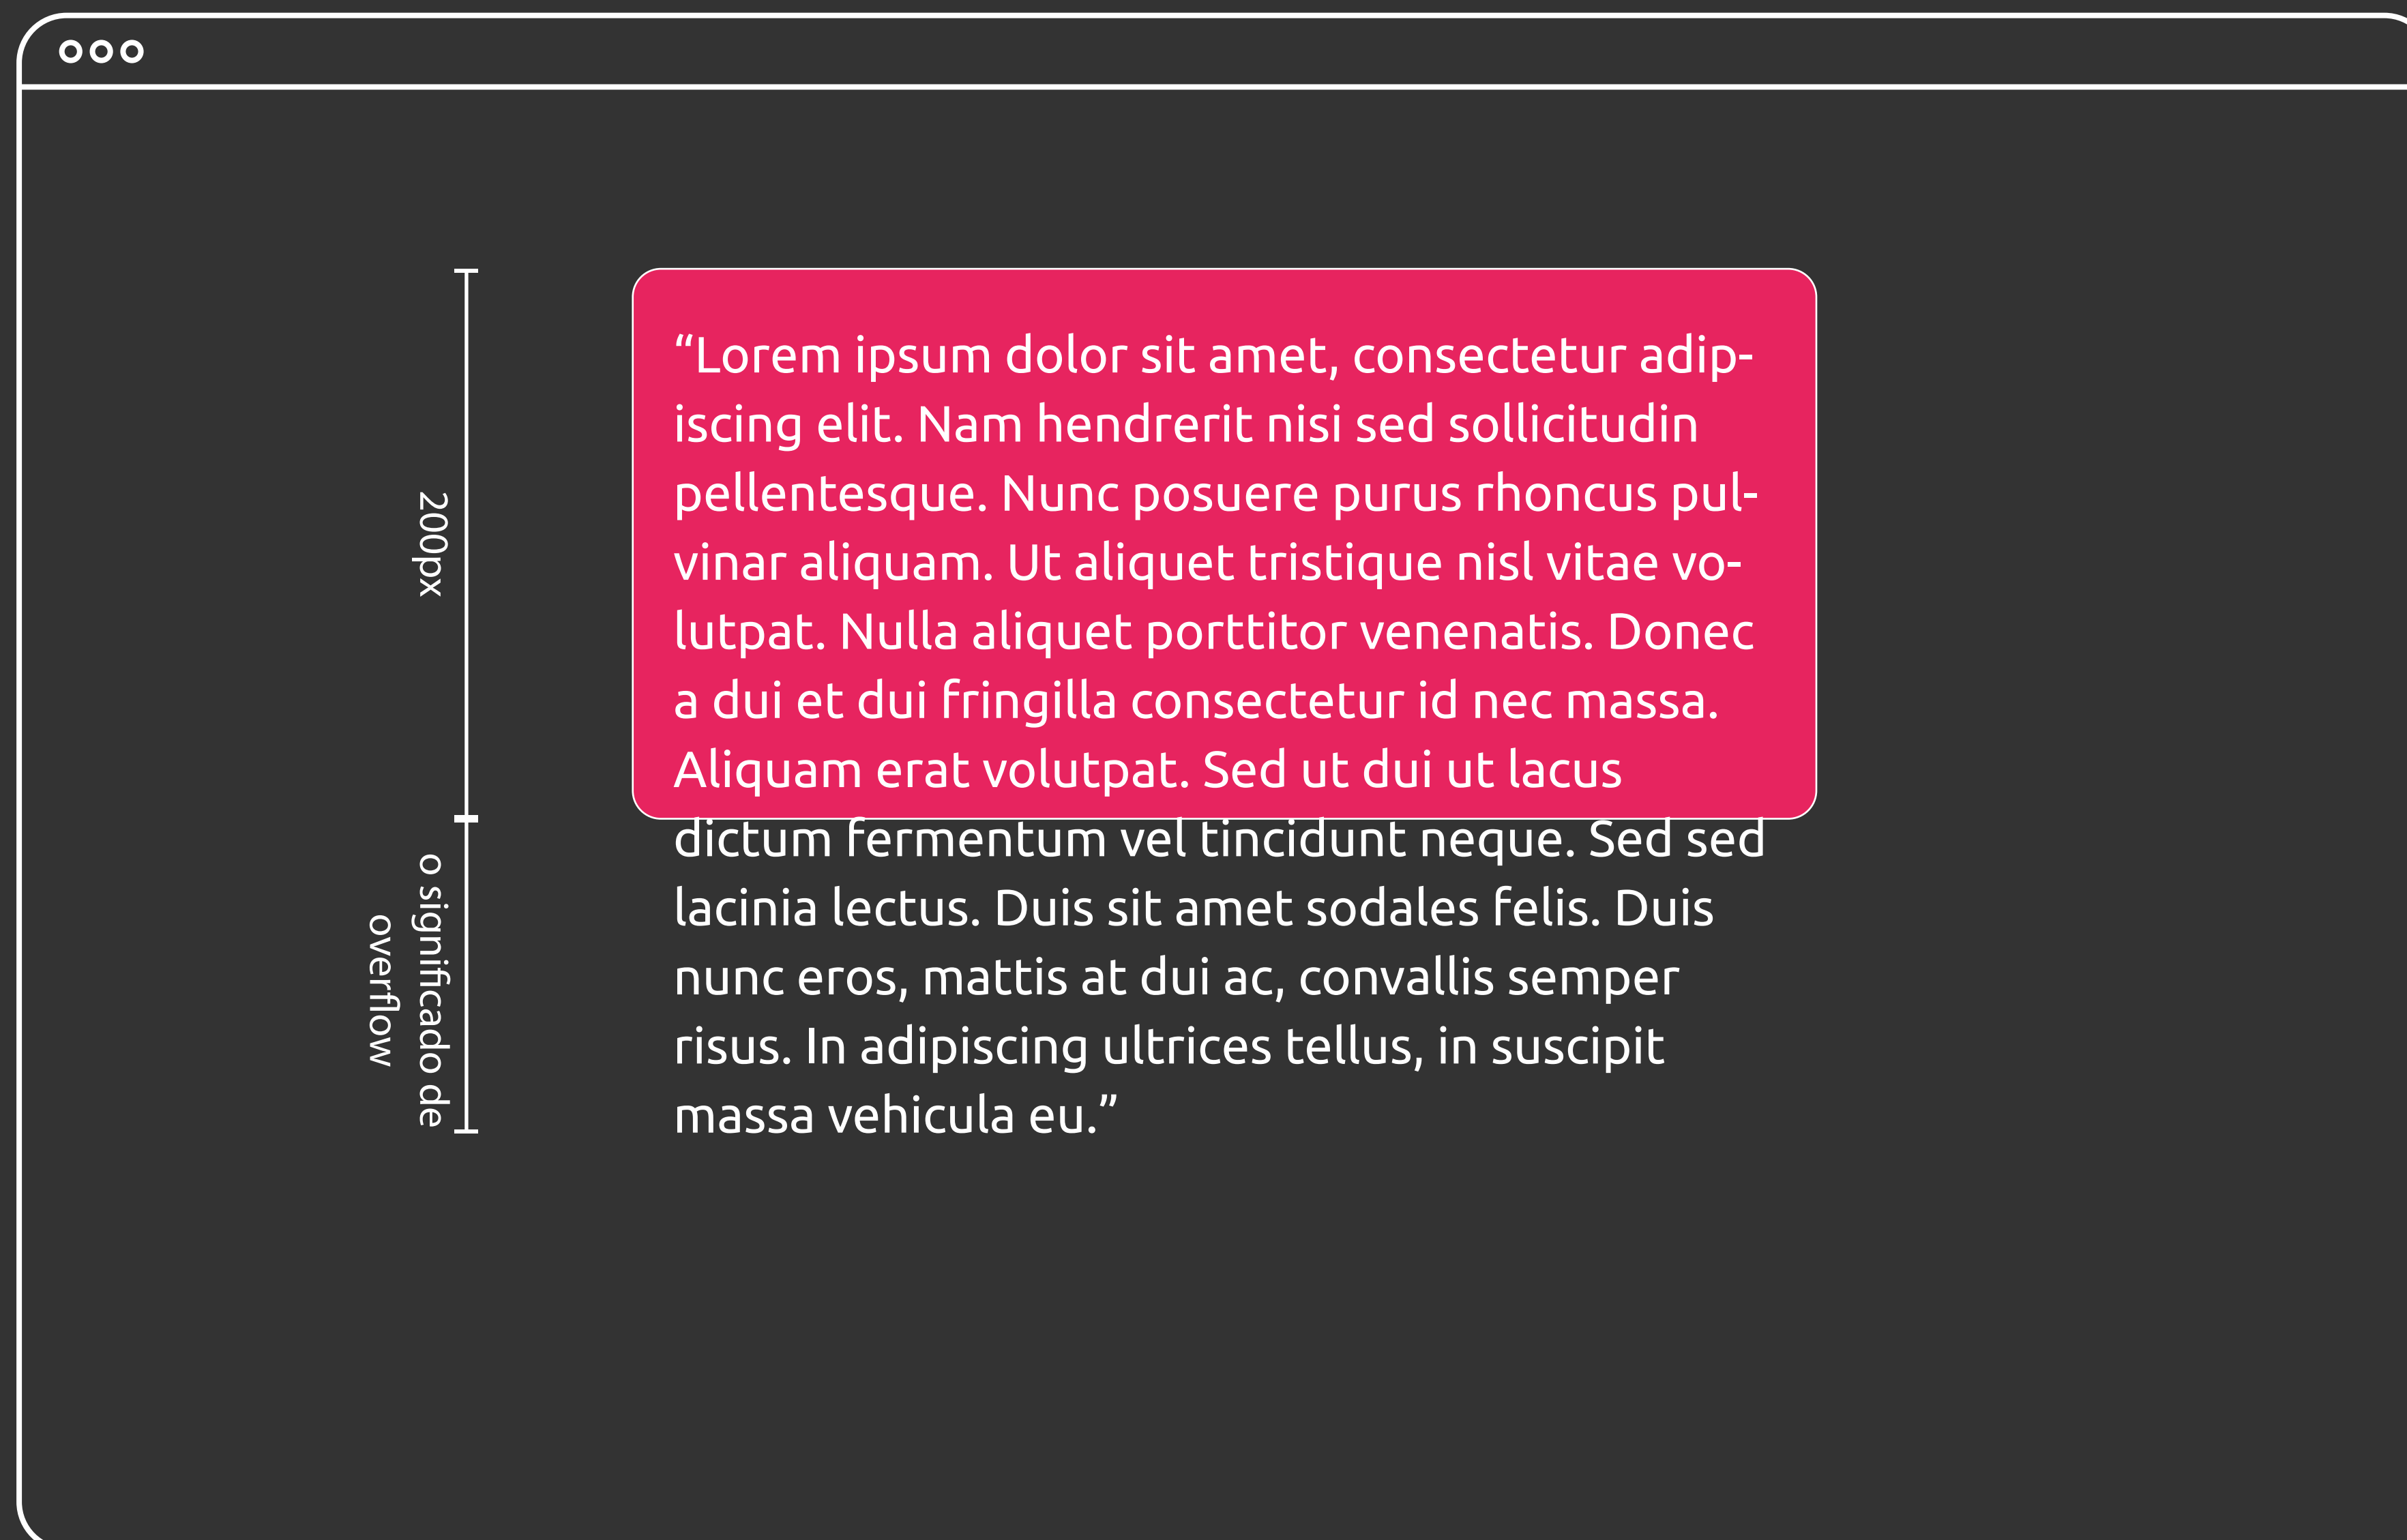 200px
o significado de
overflow
“Lorem ipsum dolor sit amet, consectetur adip-
iscing elit. Nam hendrerit nisi sed sollicitudin
pellentesque. Nunc posuere purus rhoncus pul-
vinar aliquam. Ut aliquet tristique nisl vitae vo-
lutpat. Nulla aliquet porttitor venenatis. Donec
a dui et dui fringilla consectetur id nec massa.
Aliquam erat volutpat. Sed ut dui ut lacus
dictum fermentum vel tincidunt neque. Sed sed
lacinia lectus. Duis sit amet sodales felis. Duis
nunc eros, mattis at dui ac, convallis semper
risus. In adipiscing ultrices tellus, in suscipit
massa vehicula eu.”